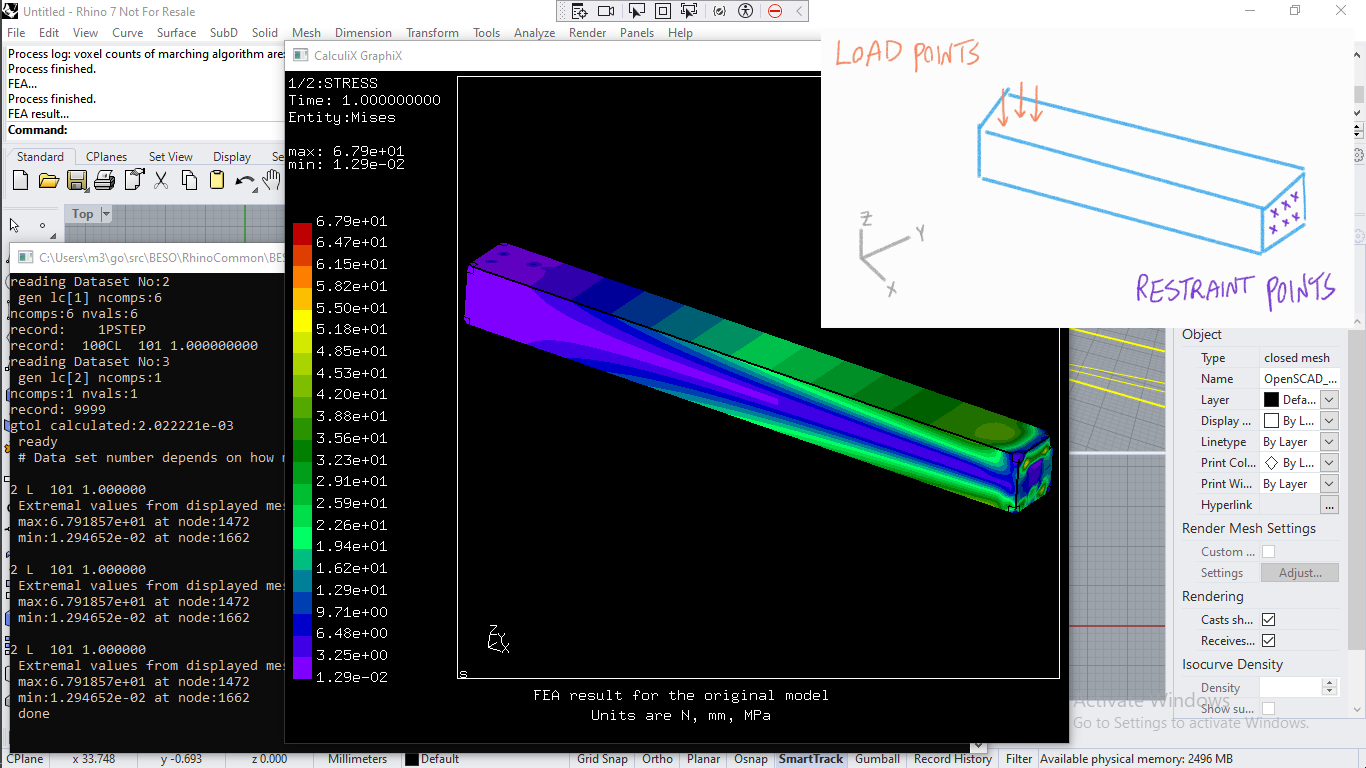 Untitled - Rhino 7 Not For Resale
File Edit View Curve Surface SubD Solid Mesh Dimension Transform Tools Analyze Render Panels Help
Process log: voxel counts of marching algorithm are
Process finished.
FEA...
Process finished.
FEA result...
Command:
Standard CPlanes Set View Display Se
Top
C:\Users\m3\go\src\BESO\RhinoCommon\BES
reading Dataset No:2
gen lc[1] ncomps:6
ncomps:6 nvals:6
record: 1PSTEP
record: 100CL 101 1.000000000
reading Dataset No:3
gen lc[2] ncomps:1
ncomps:1 nvals:1
record: 9999
gtol calculated:2.022221e-03
ready
# Data set number depends on how
2 L 101 1.000000
Extremal values from displayed mes
max:6.791857e+01 at node:1472
min:1.294652e-02 at node:1662
2 L 101 1.000000
Extremal values from displayed mes
max:6.791857e+01 at node:1472
min:1.294652e-02 at node:1662
2 L 101 1.000000
Extremal values from displayed mes
max:6.791857e+01 at node:1472
min:1.294652e-02 at node:1662
done
CalculiX GraphiX
1/2:STRESS
Time: 1.000000000
Entity:Mises
max: 6.79e+01
min: 1.29e-02
6.79e+01
6.47e+01
6.15e+01
5.82e+01
5.50e+01
5.18e+01
4.85e+01
4.53e+01
4.20e+01
3.88e+01
3.56e+01
3.23e+01
2.91e+01
2.59e+01
2.26e+01
1.94e+01
1.62e+01
1.29e+01
9.71e+00
6.48e+00
3.25e+00
1.29e-02
Z
Y
X
s
FEA result for the original model
Units are N, mm, MPa
LOAD POINTS
Z
Y
X
RESTRAINT POINTS
Object
Type closed mesh
Name OpenSCAD_...
Layer Defa...
Display ... By L...
Linetype By Layer
Print Col... By L...
Print Wi... By Layer
Hyperlink ...
Render Mesh Settings
Custom ...
Settings Adjust...
Rendering
Casts sh...
Receives...
Isocurve Density
Density
Show su...
Activate Windows
Go to Settings to activate Windows.
CPlane x 33.748 y -0.693 z 0.000 Millimeters Default Grid Snap Ortho Planar Osnap SmartTrack Gumball Record History Filter Available physical memory: 2496 MB